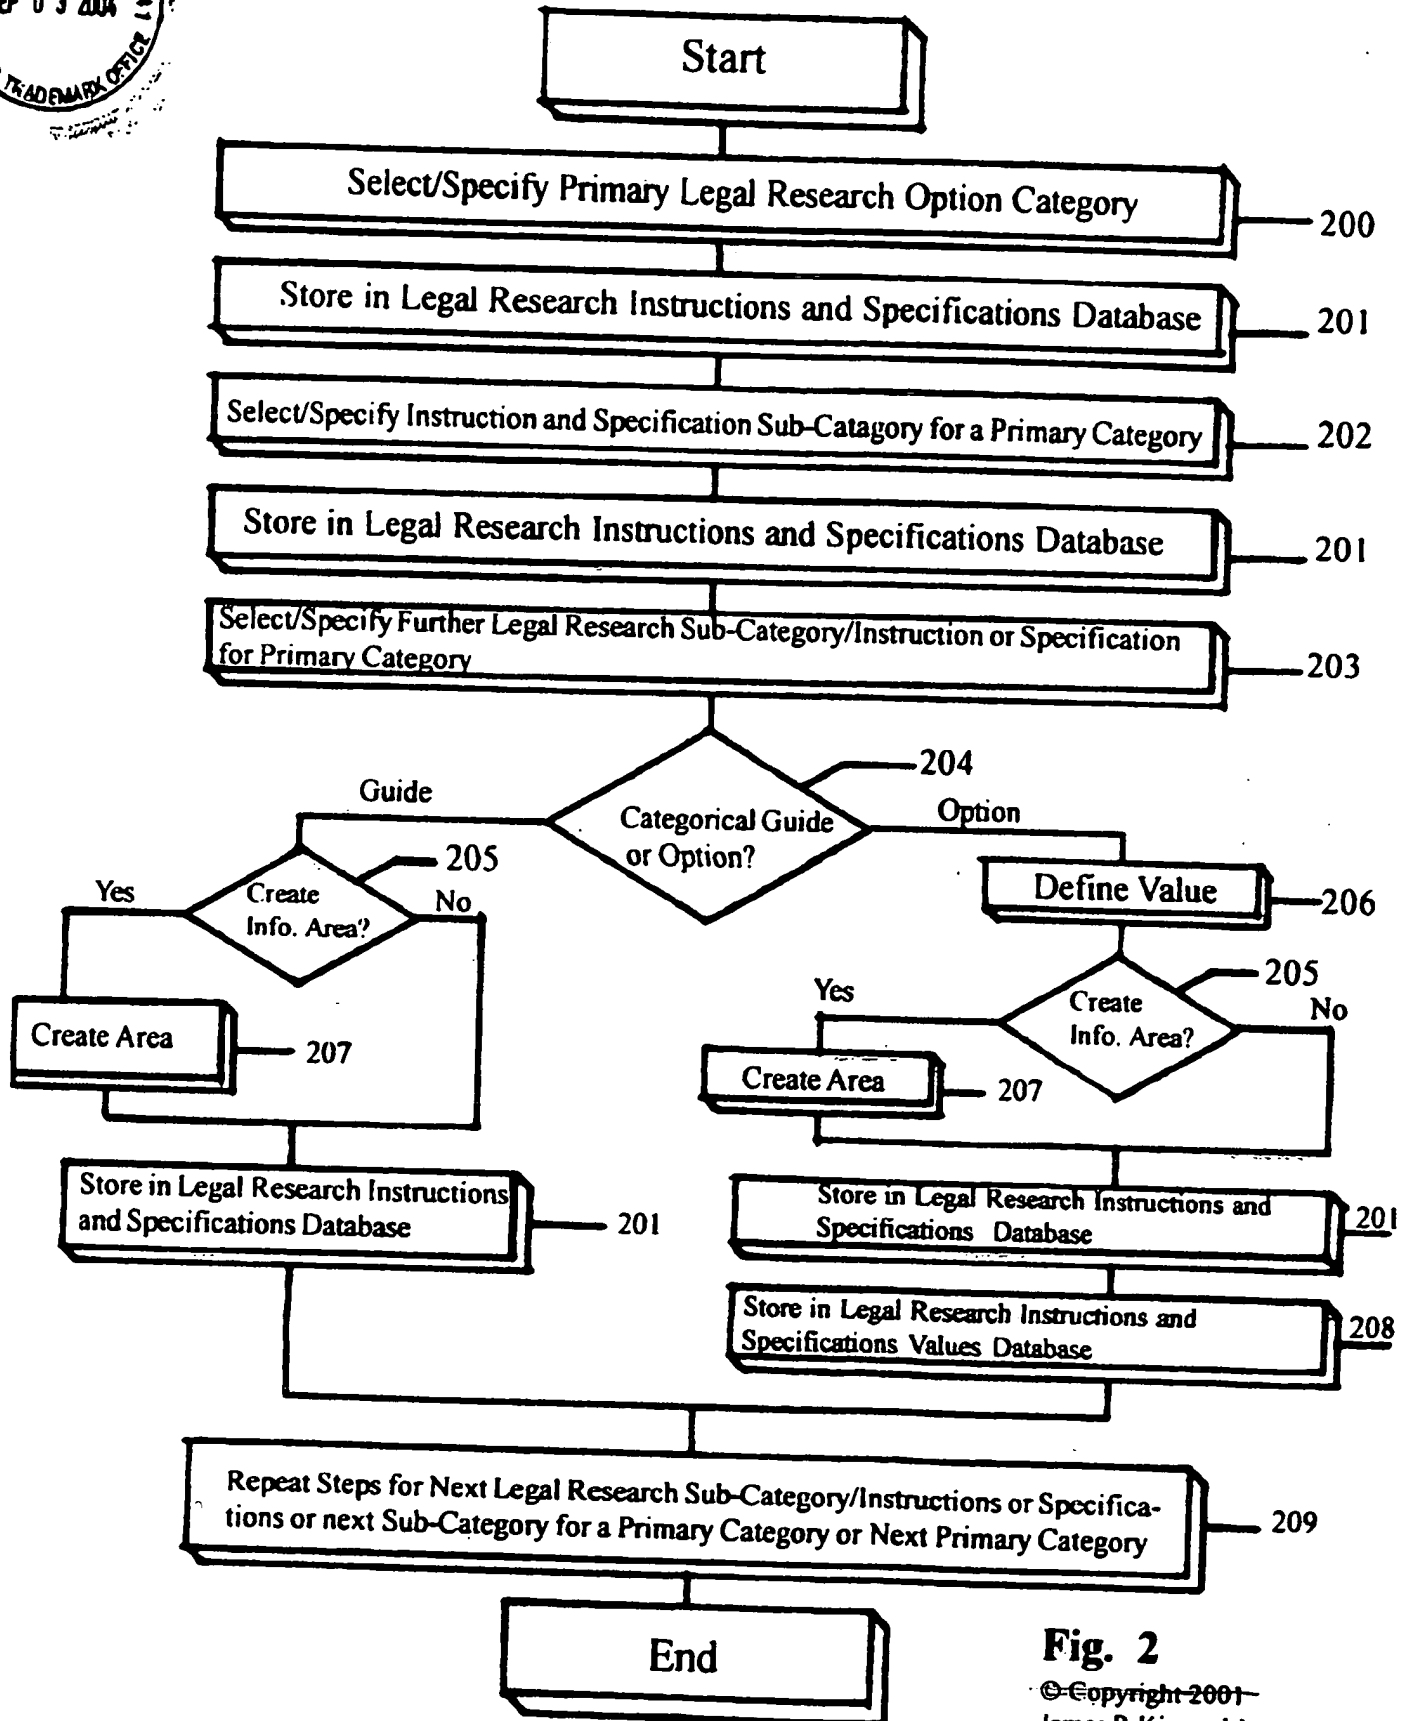 SEP 03 2004
TRADEMARK OFFICE
Start
Select/Specify Primary Legal Research Option Category
200
Store in Legal Research Instructions and Specifications Database
201
Select/Specify Instruction and Specification Sub-Catagory for a Primary Category
202
Store in Legal Research Instructions and Specifications Database
201
Select/Specify Further Legal Research Sub-Category/Instruction or Specification
for Primary Category
203
204
Guide
Categorical Guide
or Option?
Option
205
Yes
Create
Info. Area?
No
Define Value
206
Create Area
207
205
Yes
Create
Info. Area?
No
Create Area
207
Store in Legal Research Instructions
and Specifications Database
201
Store in Legal Research Instructions and
Specifications Database
201
Store in Legal Research Instructions and
Specifications Values Database
208
Repeat Steps for Next Legal Research Sub-Category/Instructions or Specifica-
tions or next Sub-Category for a Primary Category or Next Primary Category
209
End
Fig. 2
© Copyright 2001